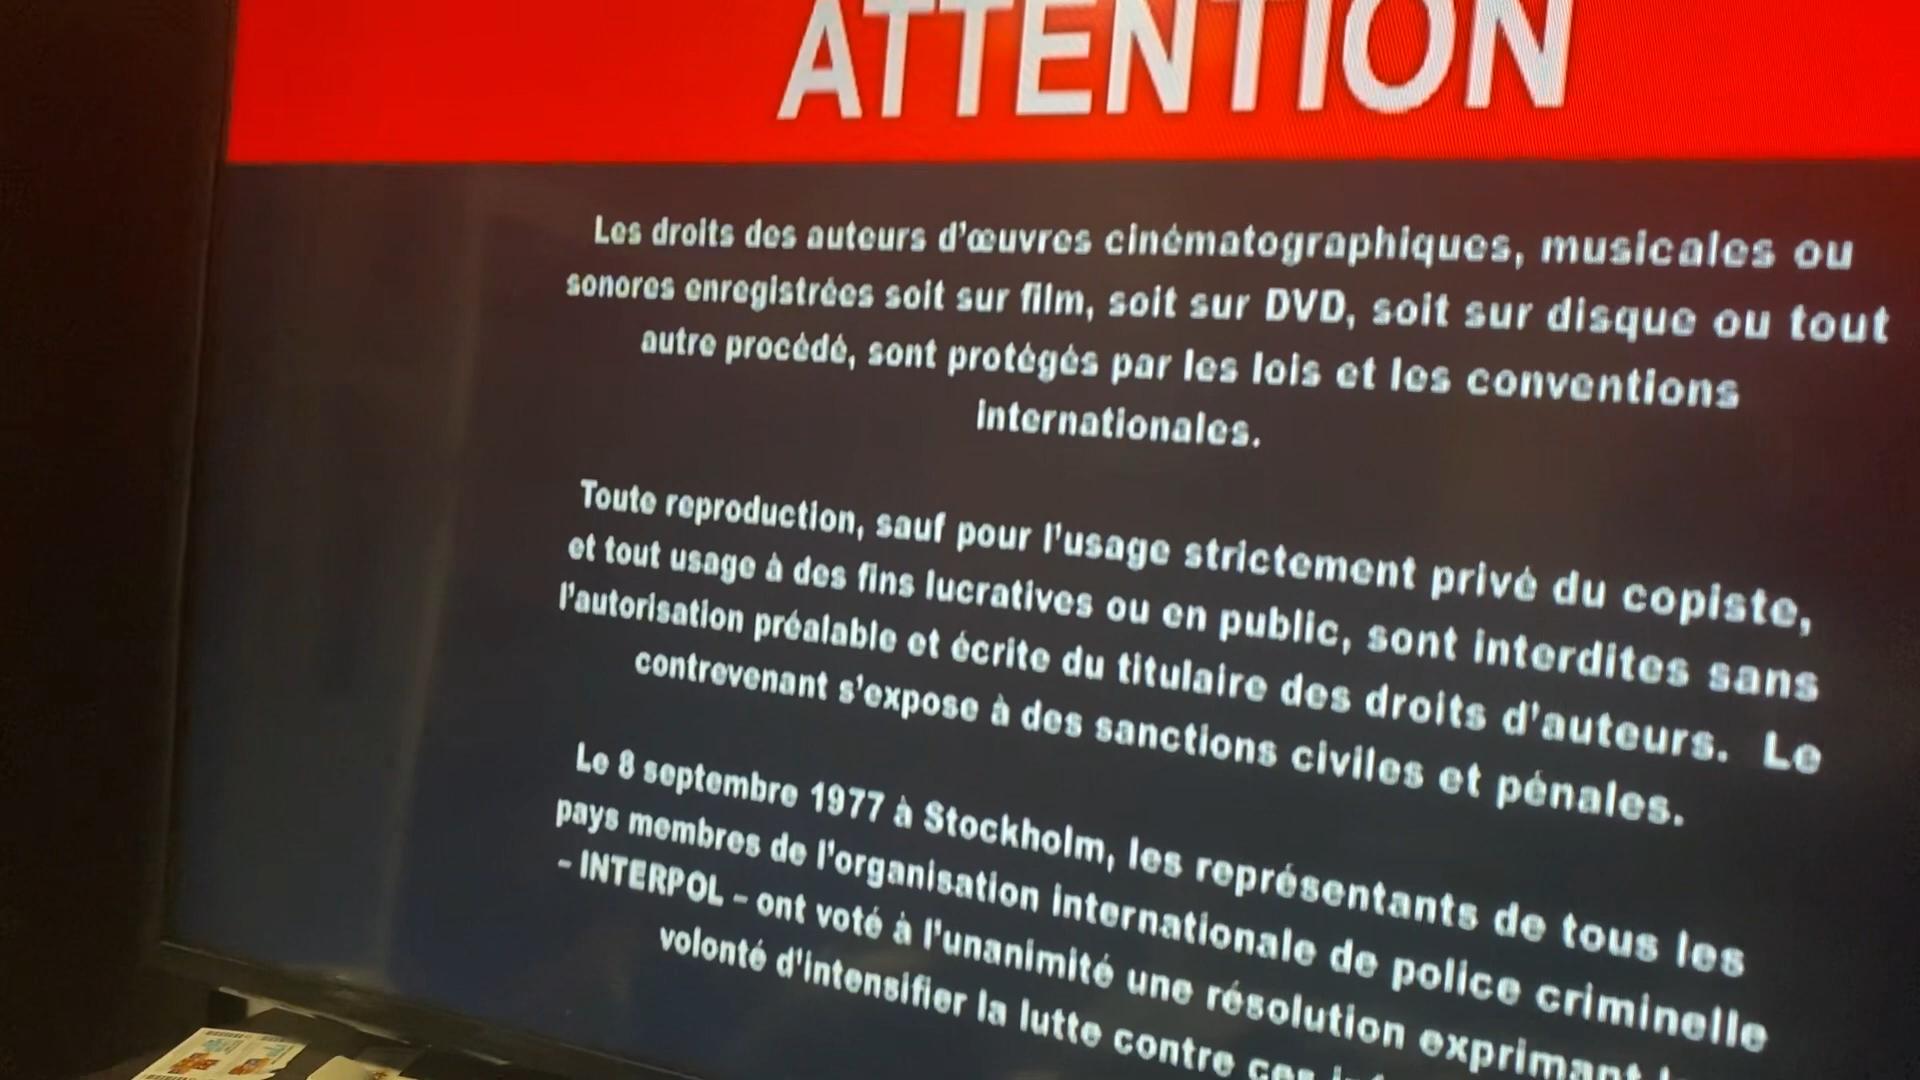 ATTENTION
Les droits des auteurs d'œuvres cinématographiques, musicales ou
sonores enregistrées soit sur film, soit sur DVD, soit sur disque ou tout
autre procédé, sont protégés par les lois et les conventions
internationales.
Toute reproduction, sauf pour l'usage strictement privé du copiste,
et tout usage à des fins lucratives ou en public, sont interdites sans
l'autorisation préalable et écrite du titulaire des droits d'auteurs. Le
contrevenant s'expose à des sanctions civiles et pénales.
Le 8 septembre 1977 à Stockholm, les représentants de tous les
pays membres de l'organisation internationale de police criminelle
– INTERPOL – ont voté à l'unanimité une résolution exprimant
volonté d'intensifier la lutte contre ces